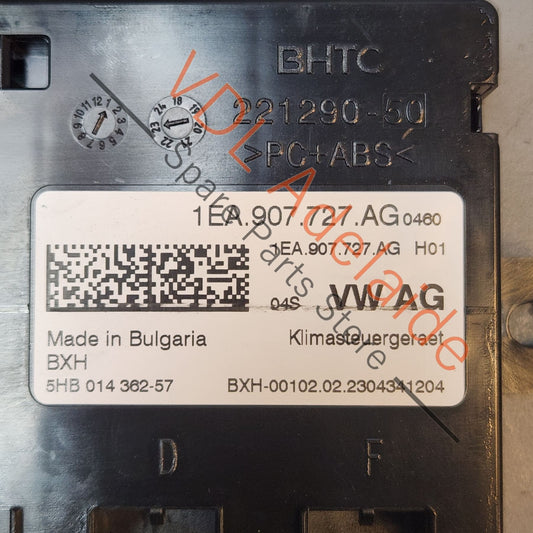 BHTC
221290-50
>PC+ABS<
1EA.907.727.AG 0460
1EA.907.727.AG H01
04S VW AG
Made in Bulgaria Klimasteuergeraet
BXH
5HB 014 362-57 BXH-00102.02.2304341204
D F
VDL Adelaide
Spare Parts Store